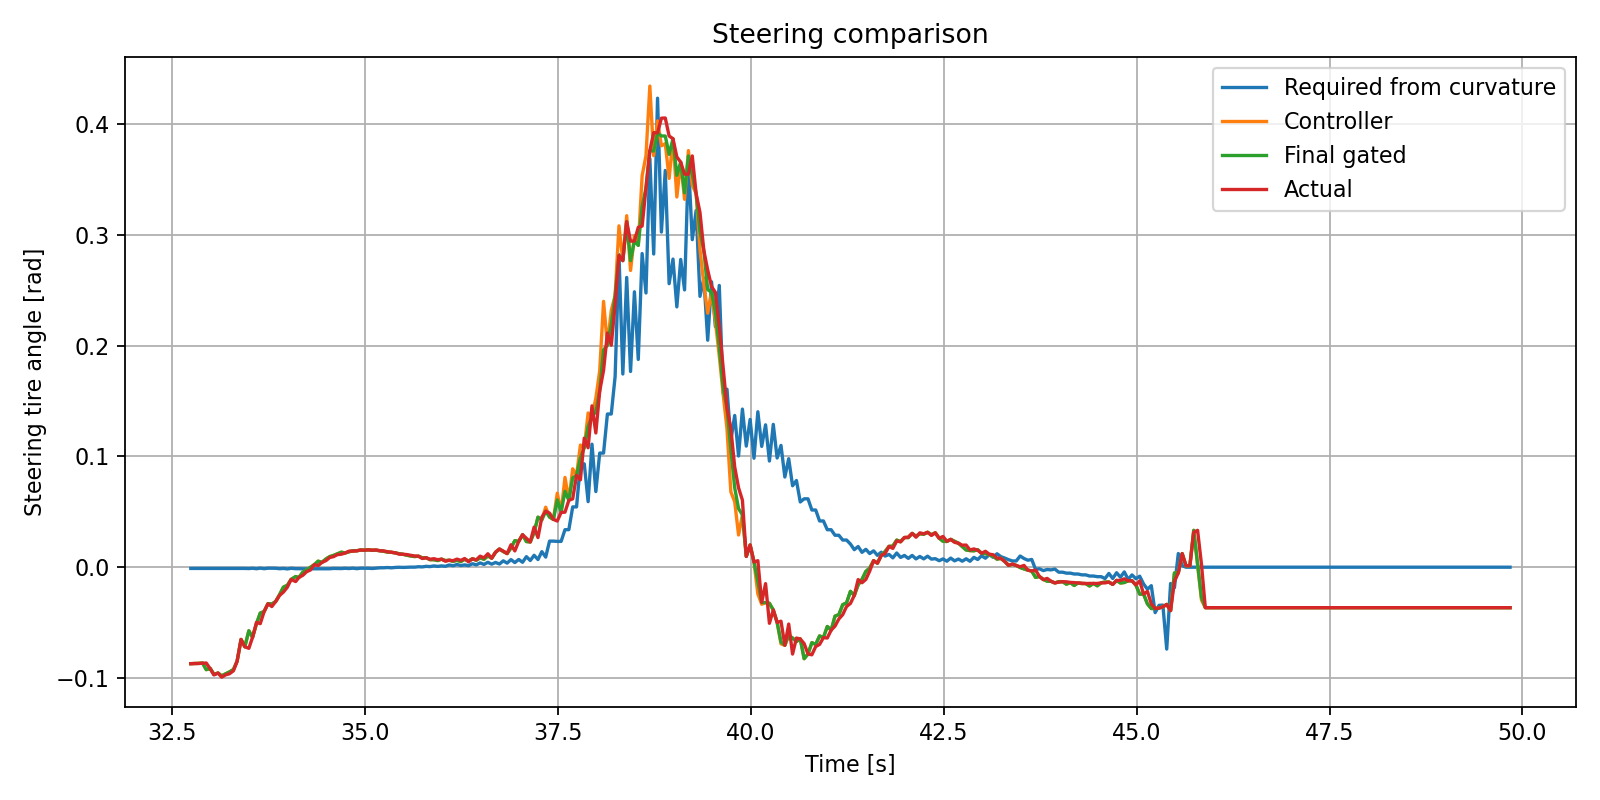 Steering comparison
Required from curvature
Controller
Final gated
Actual
Steering tire angle [rad]
0.4
0.3
0.2
0.1
0.0
−0.1
32.5 35.0 37.5 40.0 42.5 45.0 47.5 50.0
Time [s]